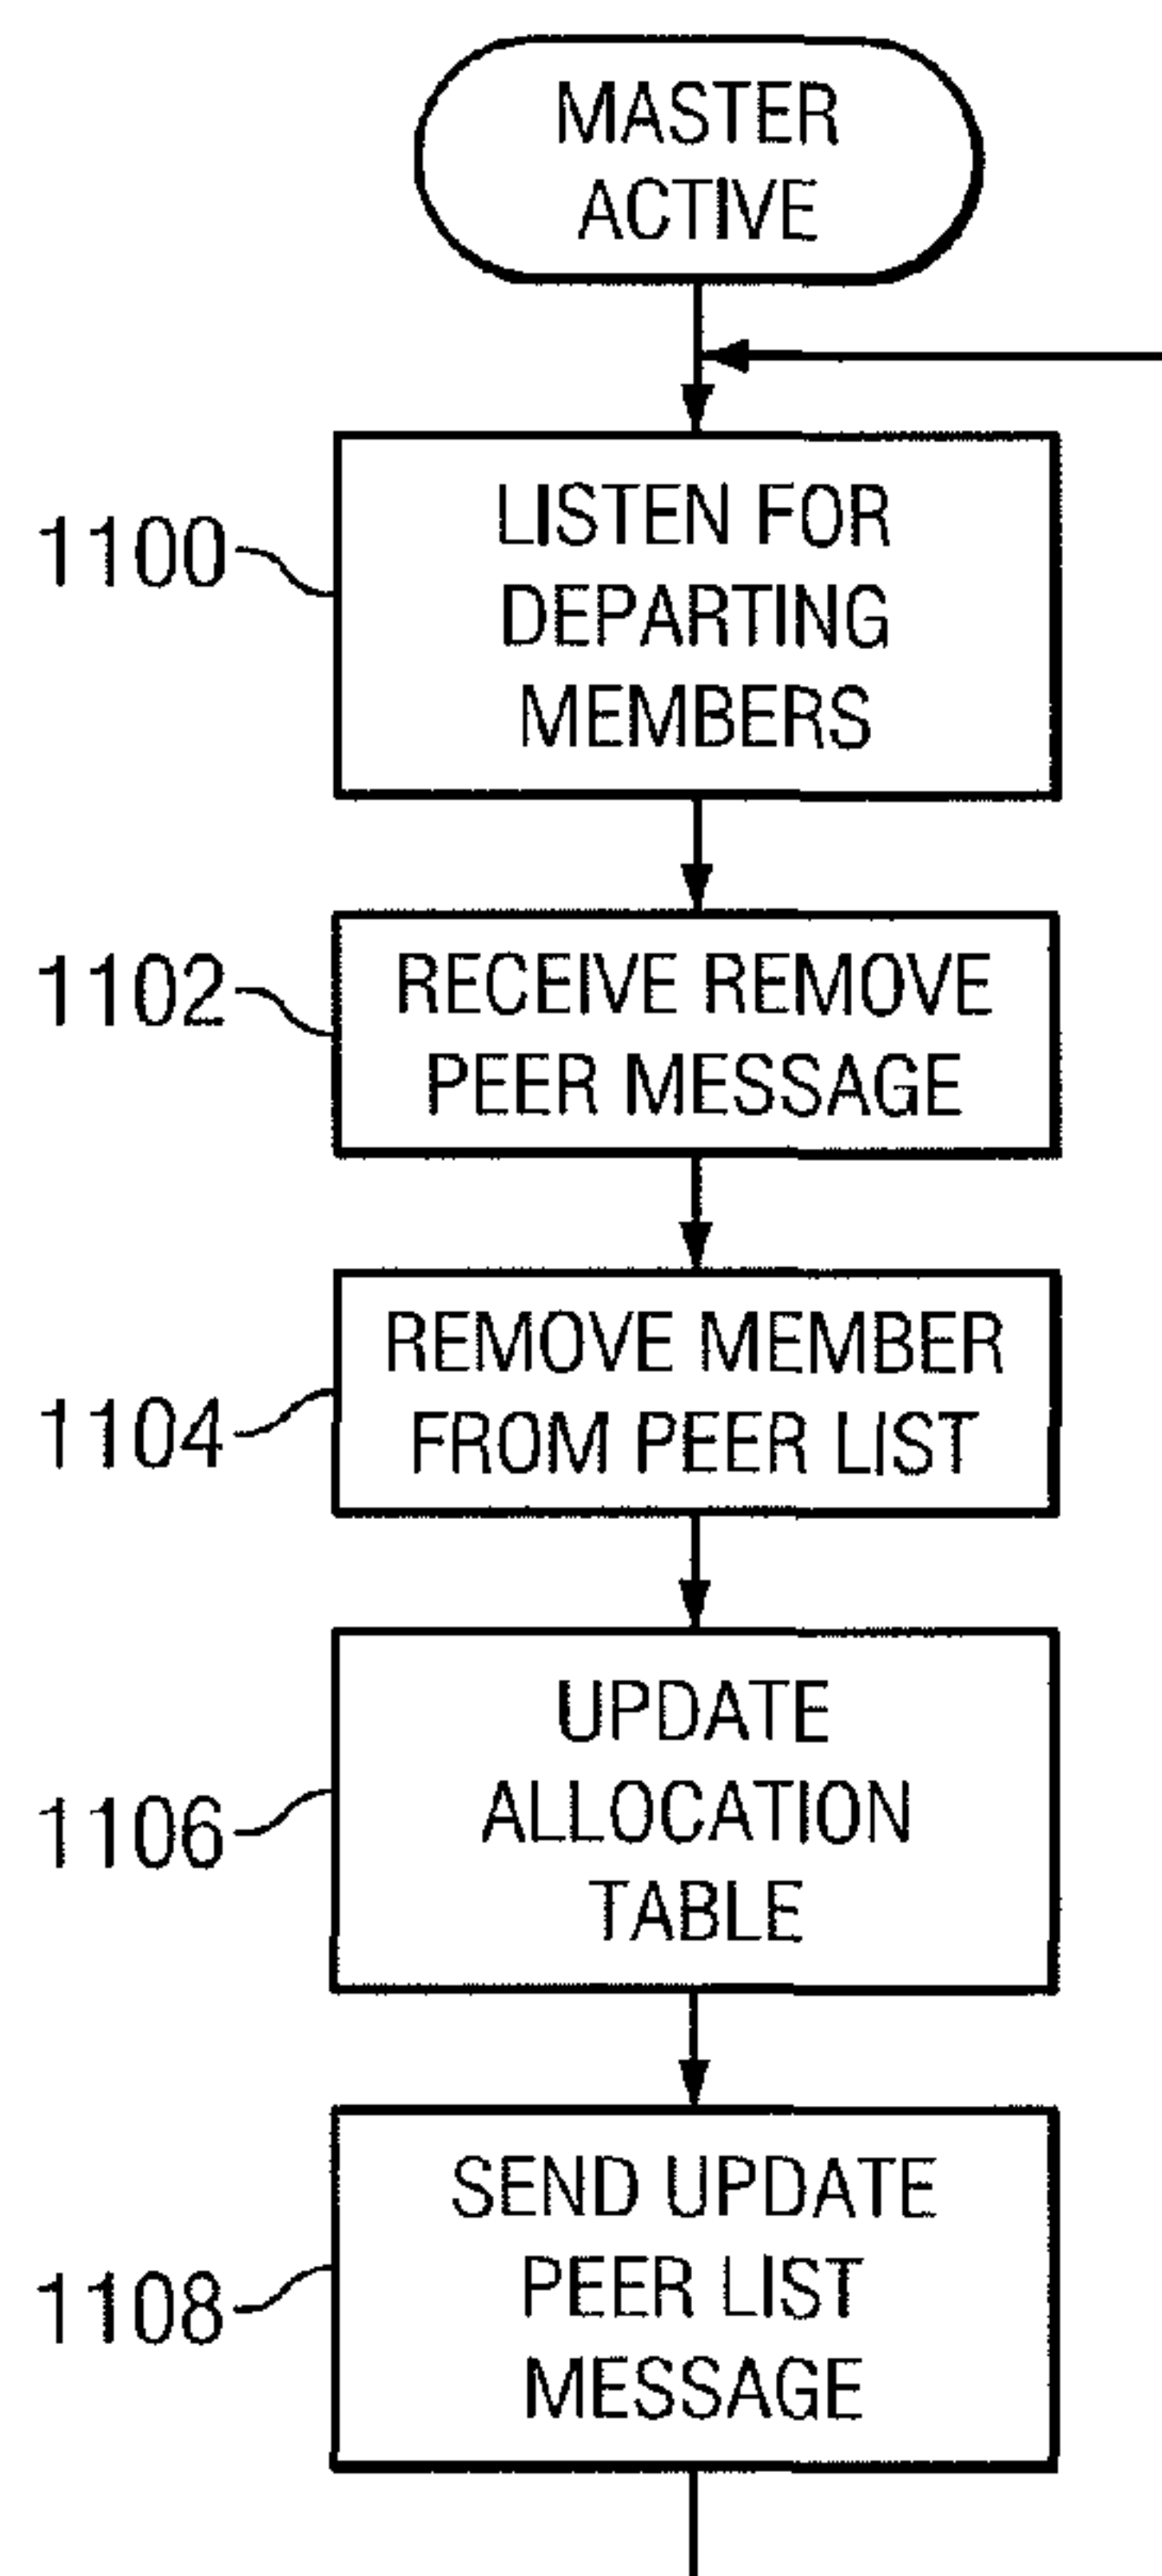 MASTER
ACTIVE
1100
LISTEN FOR
DEPARTING
MEMBERS
1102
RECEIVE REMOVE
PEER MESSAGE
1104
REMOVE MEMBER
FROM PEER LIST
1106
UPDATE
ALLOCATION
TABLE
1108
SEND UPDATE
PEER LIST
MESSAGE